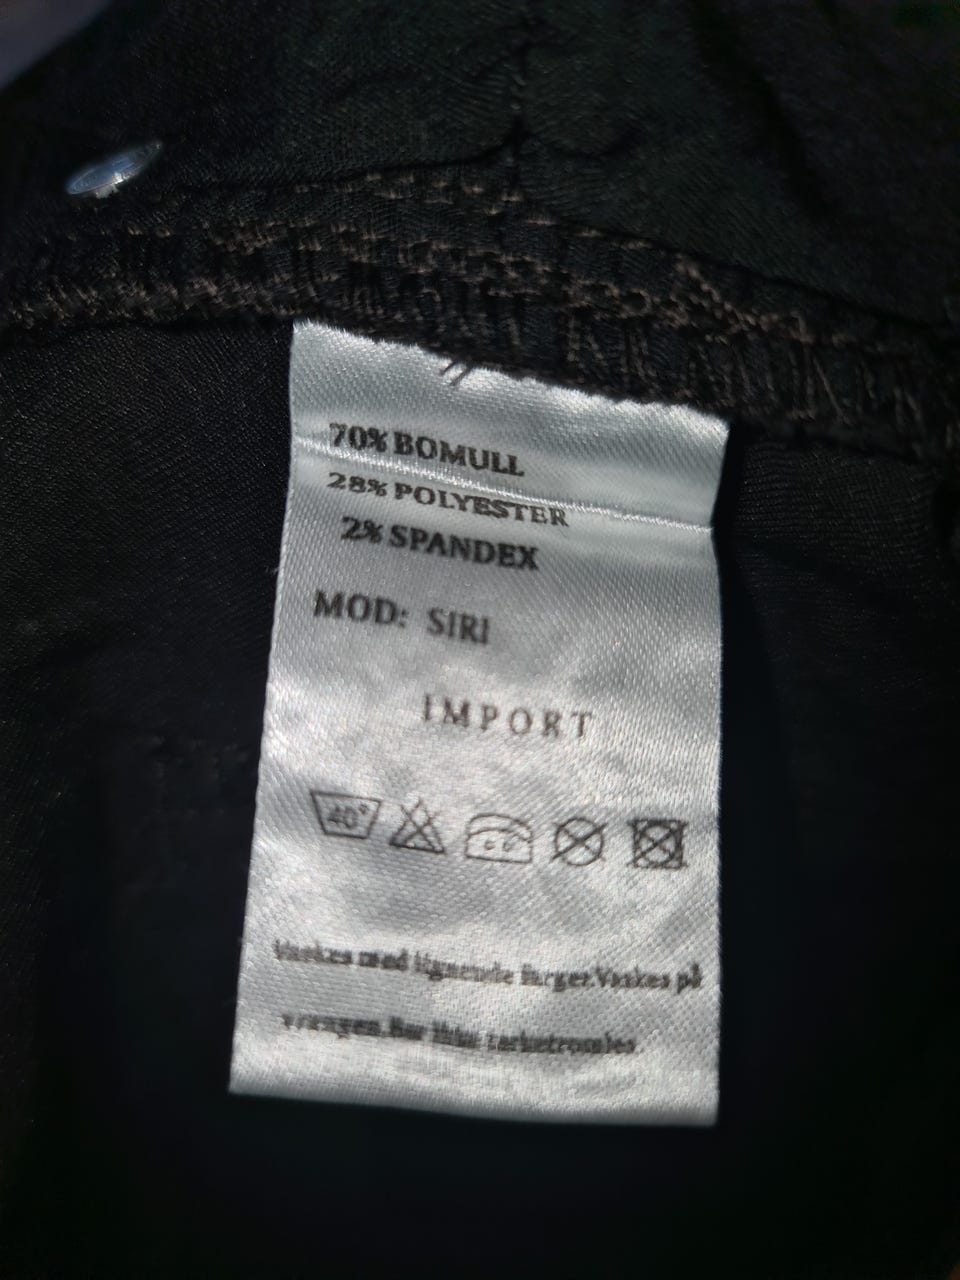 70% BOMULL
28% POLYESTER
2% SPANDEX
MOD: SIRI
IMPORT
40°
Vaskes med lignende farger.Vaskes på
vrangen.Bør ikke tørketromles